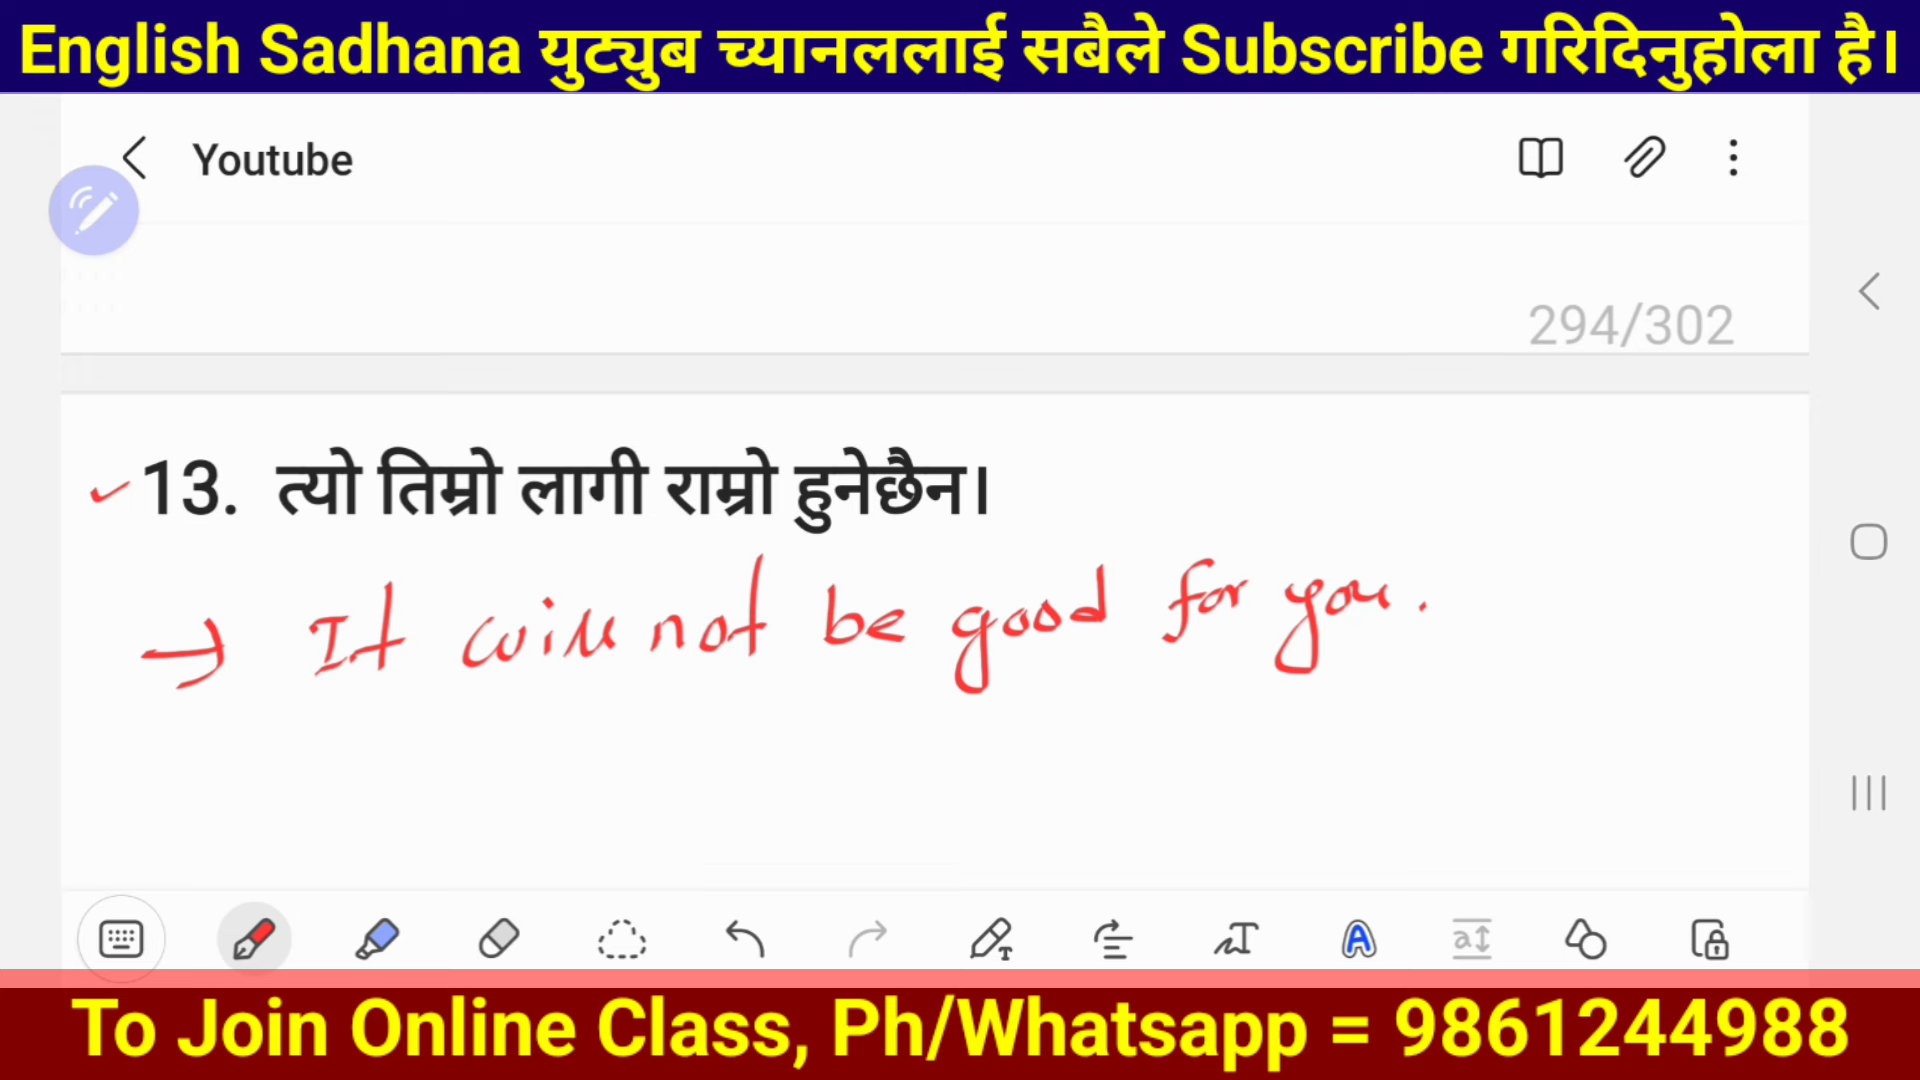 English Sadhana युट्युब च्यानललाई सबैले Subscribe गरिदिनुहोला है।
Youtube
294/302
13. त्यो तिम्रो लागी राम्रो हुनेछैन।
→ It will not be good for you.
To Join Online Class, Ph/Whatsapp = 9861244988